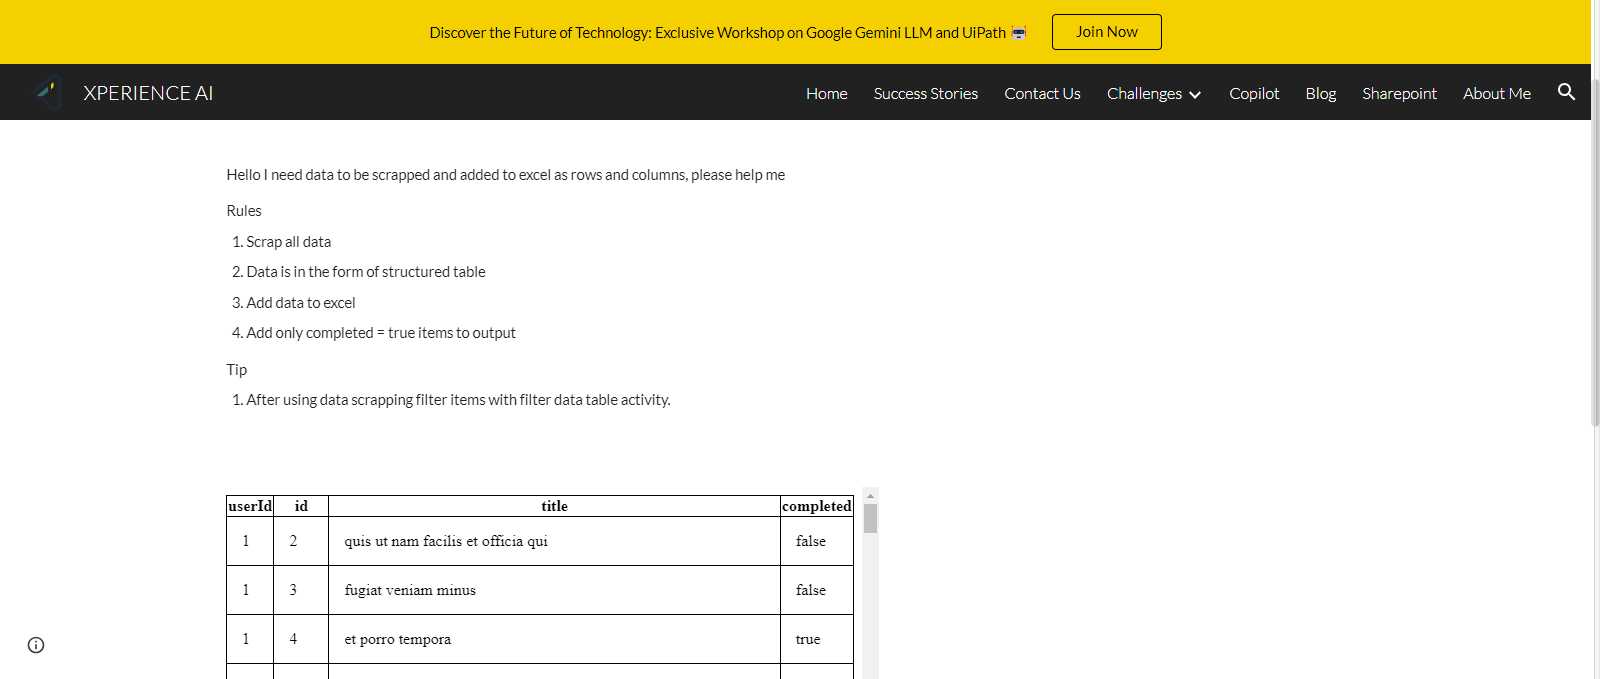 Discover the Future of Technology: Exclusive Workshop on Google Gemini LLM and UiPath
Join Now
XPERIENCE AI
Home Success Stories Contact Us Challenges Copilot Blog Sharepoint About Me
Hello I need data to be scrapped and added to excel as rows and columns, please help me
Rules
1. Scrap all data
2. Data is in the form of structured table
3. Add data to excel
4. Add only completed = true items to output
Tip
1. After using data scrapping filter items with filter data table activity.
userId id title completed
1 2 quis ut nam facilis et officia qui false
1 3 fugiat veniam minus false
1 4 et porro tempora true